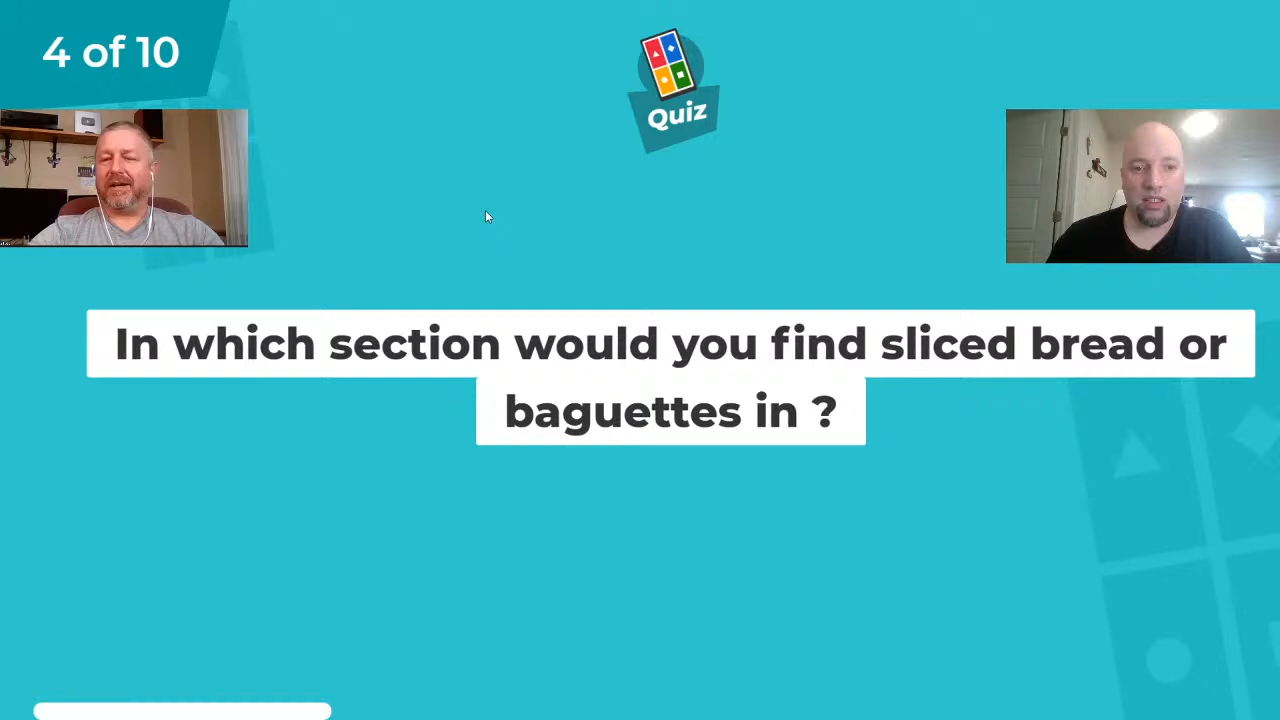 4 of 10
Quiz
In which section would you find sliced bread or
baguettes in ?